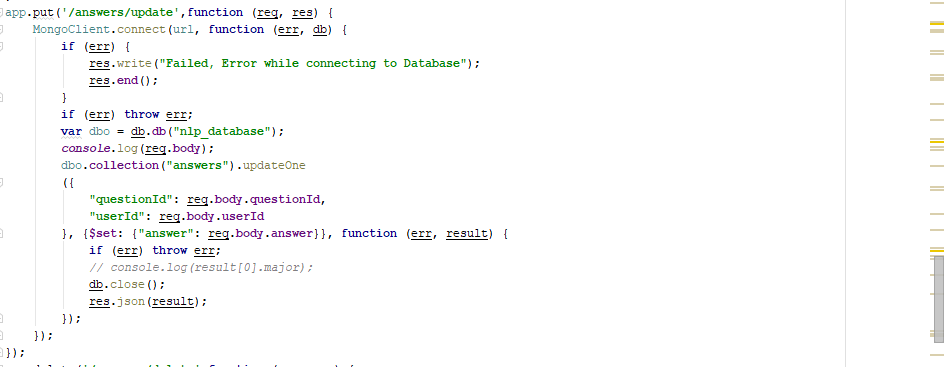 app.put('/answers/update',function (req, res) {
MongoClient.connect(url, function (err, db) {
if (err) {
res.write("Failed, Error while connecting to Database");
res.end();
}
if (err) throw err;
var dbo = db.db("nlp_database");
console.log(req.body);
dbo.collection("answers").updateOne
({
"questionId": req.body.questionId,
"userId": req.body.userId
}, {$set: {"answer": req.body.answer}}, function (err, result) {
if (err) throw err;
// console.log(result[0].major);
db.close();
res.json(result);
});
});
});